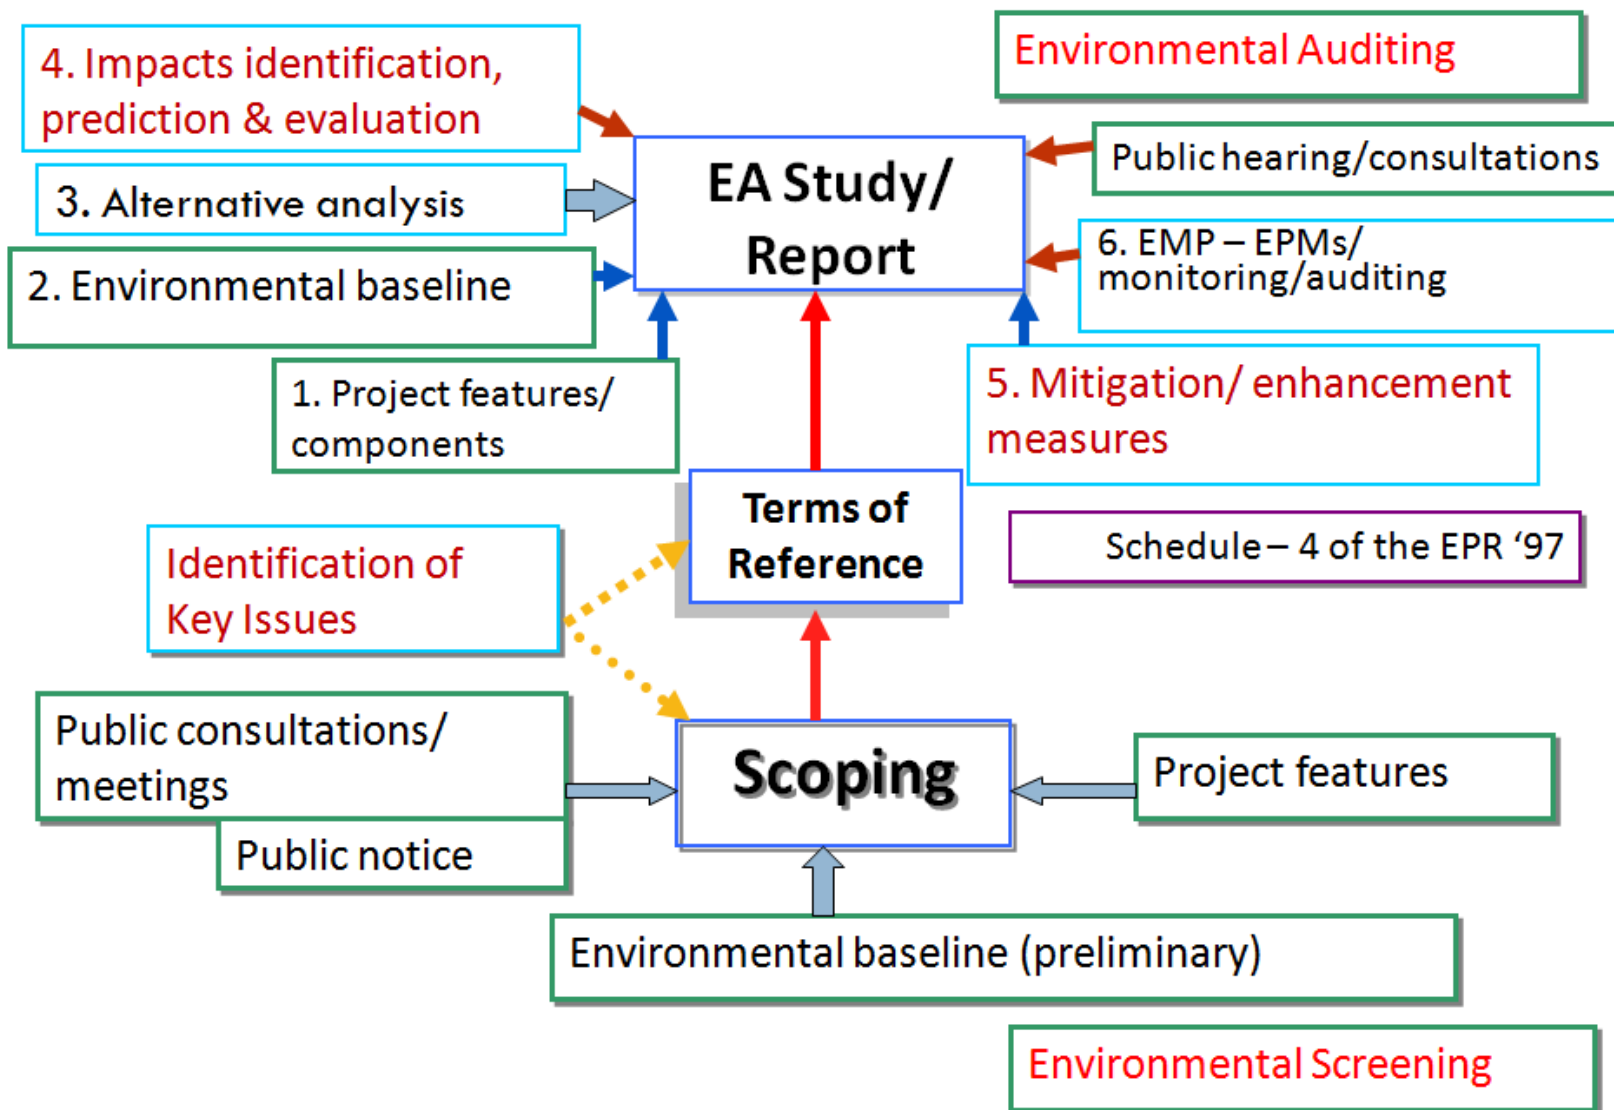 4. Impacts identification,
prediction & evaluation
Environmental Auditing
Public hearing/consultations
3. Alternative analysis
EA Study/
Report
6. EMP – EPMs/
monitoring/auditing
2. Environmental baseline
1. Project features/
components
5. Mitigation/ enhancement
measures
Terms of
Reference
Schedule – 4 of the EPR ‘97
Identification of
Key Issues
Public consultations/
meetings
Scoping
Project features
Public notice
Environmental baseline (preliminary)
Environmental Screening